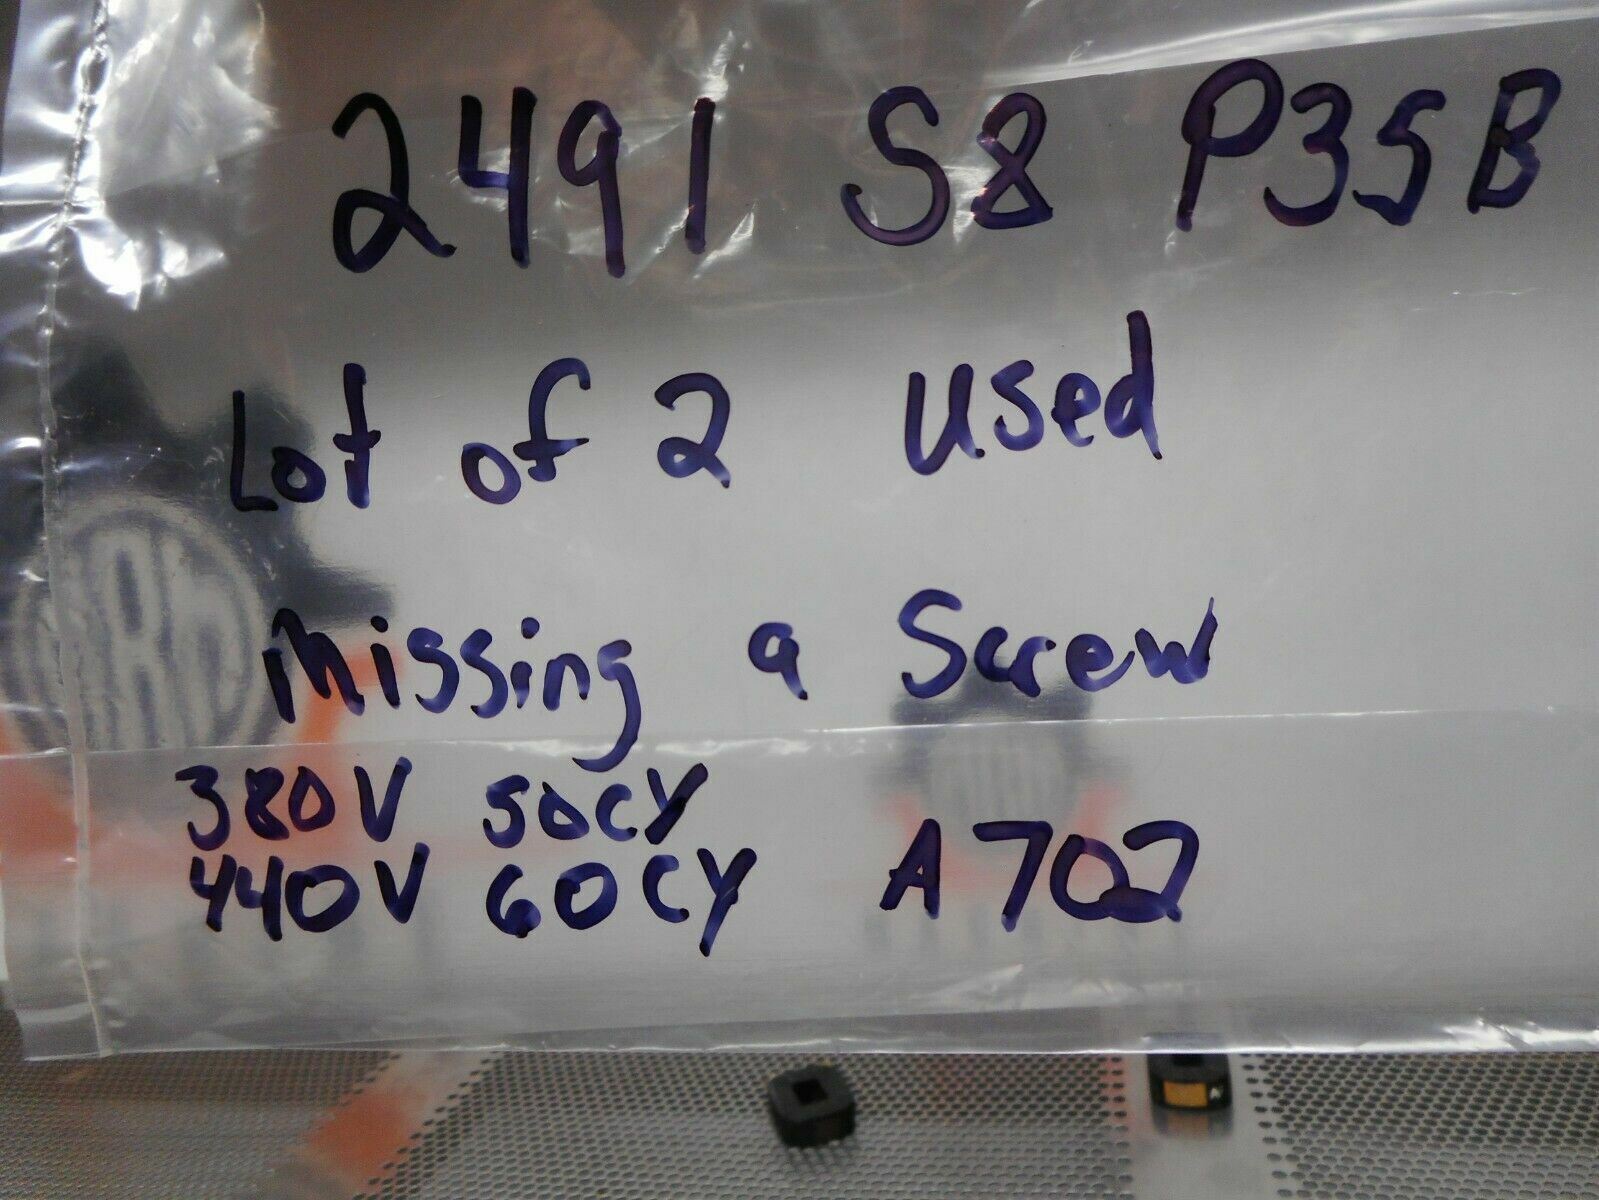 2491 S8 P35B
Lot of 2 used
Missing a Screw
380V 50CY
440V 60CY A702